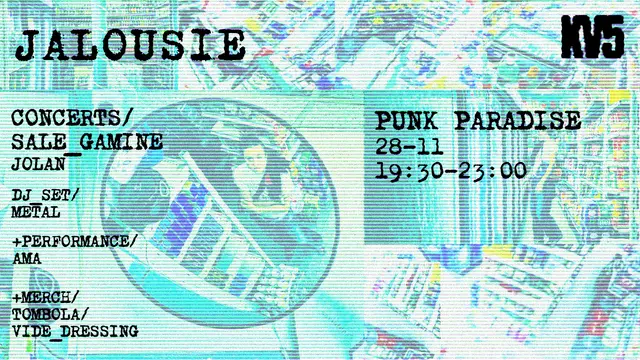 JALOUSIE
KV5
CONCERTS/
SALE_GAMINE
JOLAN
DJ_SET/
METAL
+PERFORMANCE/
AMA
+MERCH/
TOMBOLA/
VIDE_DRESSING
PUNK PARADISE
28-11
19:30-23:00